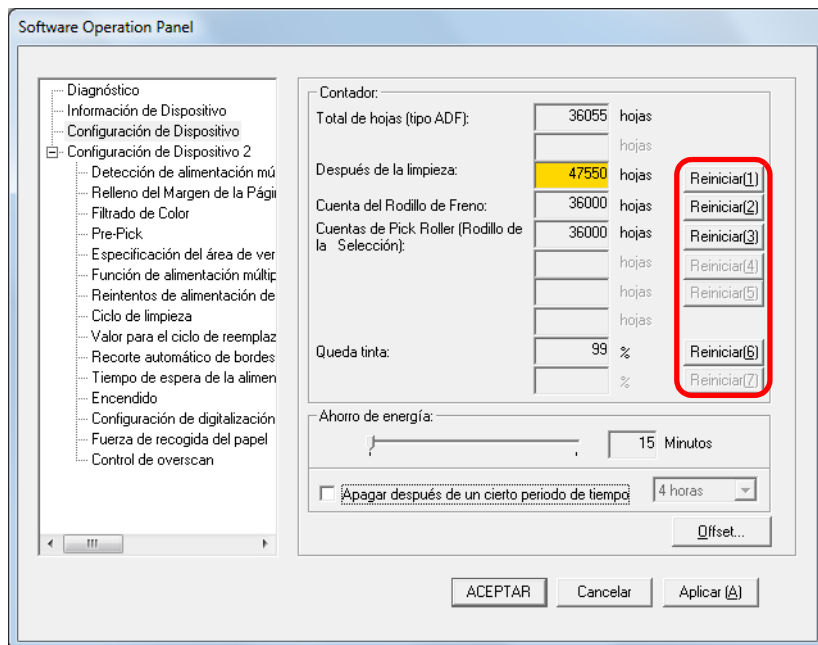 Software Operation Panel
Diagnóstico
Información de Dispositivo
Configuración de Dispositivo
Configuración de Dispositivo 2
Detección de alimentación mú
Relleno del Margen de la Pági
Filtrado de Color
Pre-Pick
Especificación del área de ver
Función de alimentación múltip
Reintentos de alimentación de
Ciclo de limpieza
Valor para el ciclo de reemplaz
Recorte automático de bordes
Tiempo de espera de la alimen
Encendido
Configuración de digitalización
Fuerza de recogida del papel
Control de overscan
Contador:
Total de hojas (tipo ADF): 36055 hojas
hojas
Después de la limpieza: 47550 hojas Reiniciar(1)
Cuenta del Rodillo de Freno: 36000 hojas Reiniciar(2)
Cuentas de Pick Roller (Rodillo de 36000 hojas Reiniciar(3)
la Selección):
hojas Reiniciar(4)
hojas Reiniciar(5)
hojas
Queda tinta: 99 % Reiniciar(6)
% Reiniciar(7)
Ahorro de energía:
15 Minutos
Apagar después de un cierto periodo de tiempo 4 horas
Offset...
ACEPTAR Cancelar Aplicar (A)